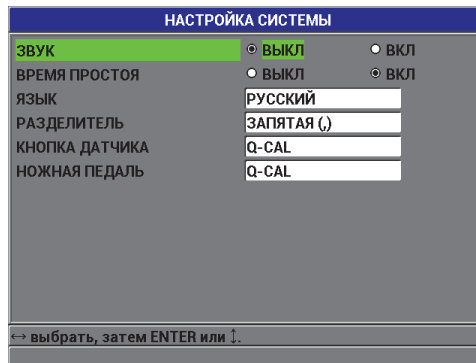 НАСТРОЙКА СИСТЕМЫ
ЗВУК ВЫКЛ ВКЛ
ВРЕМЯ ПРОСТОЯ ВЫКЛ ВКЛ
ЯЗЫК РУССКИЙ
РАЗДЕЛИТЕЛЬ ЗАПЯТАЯ (,)
КНОПКА ДАТЧИКА Q-CAL
НОЖНАЯ ПЕДАЛЬ Q-CAL
↔ выбрать, затем ENTER или ↕.